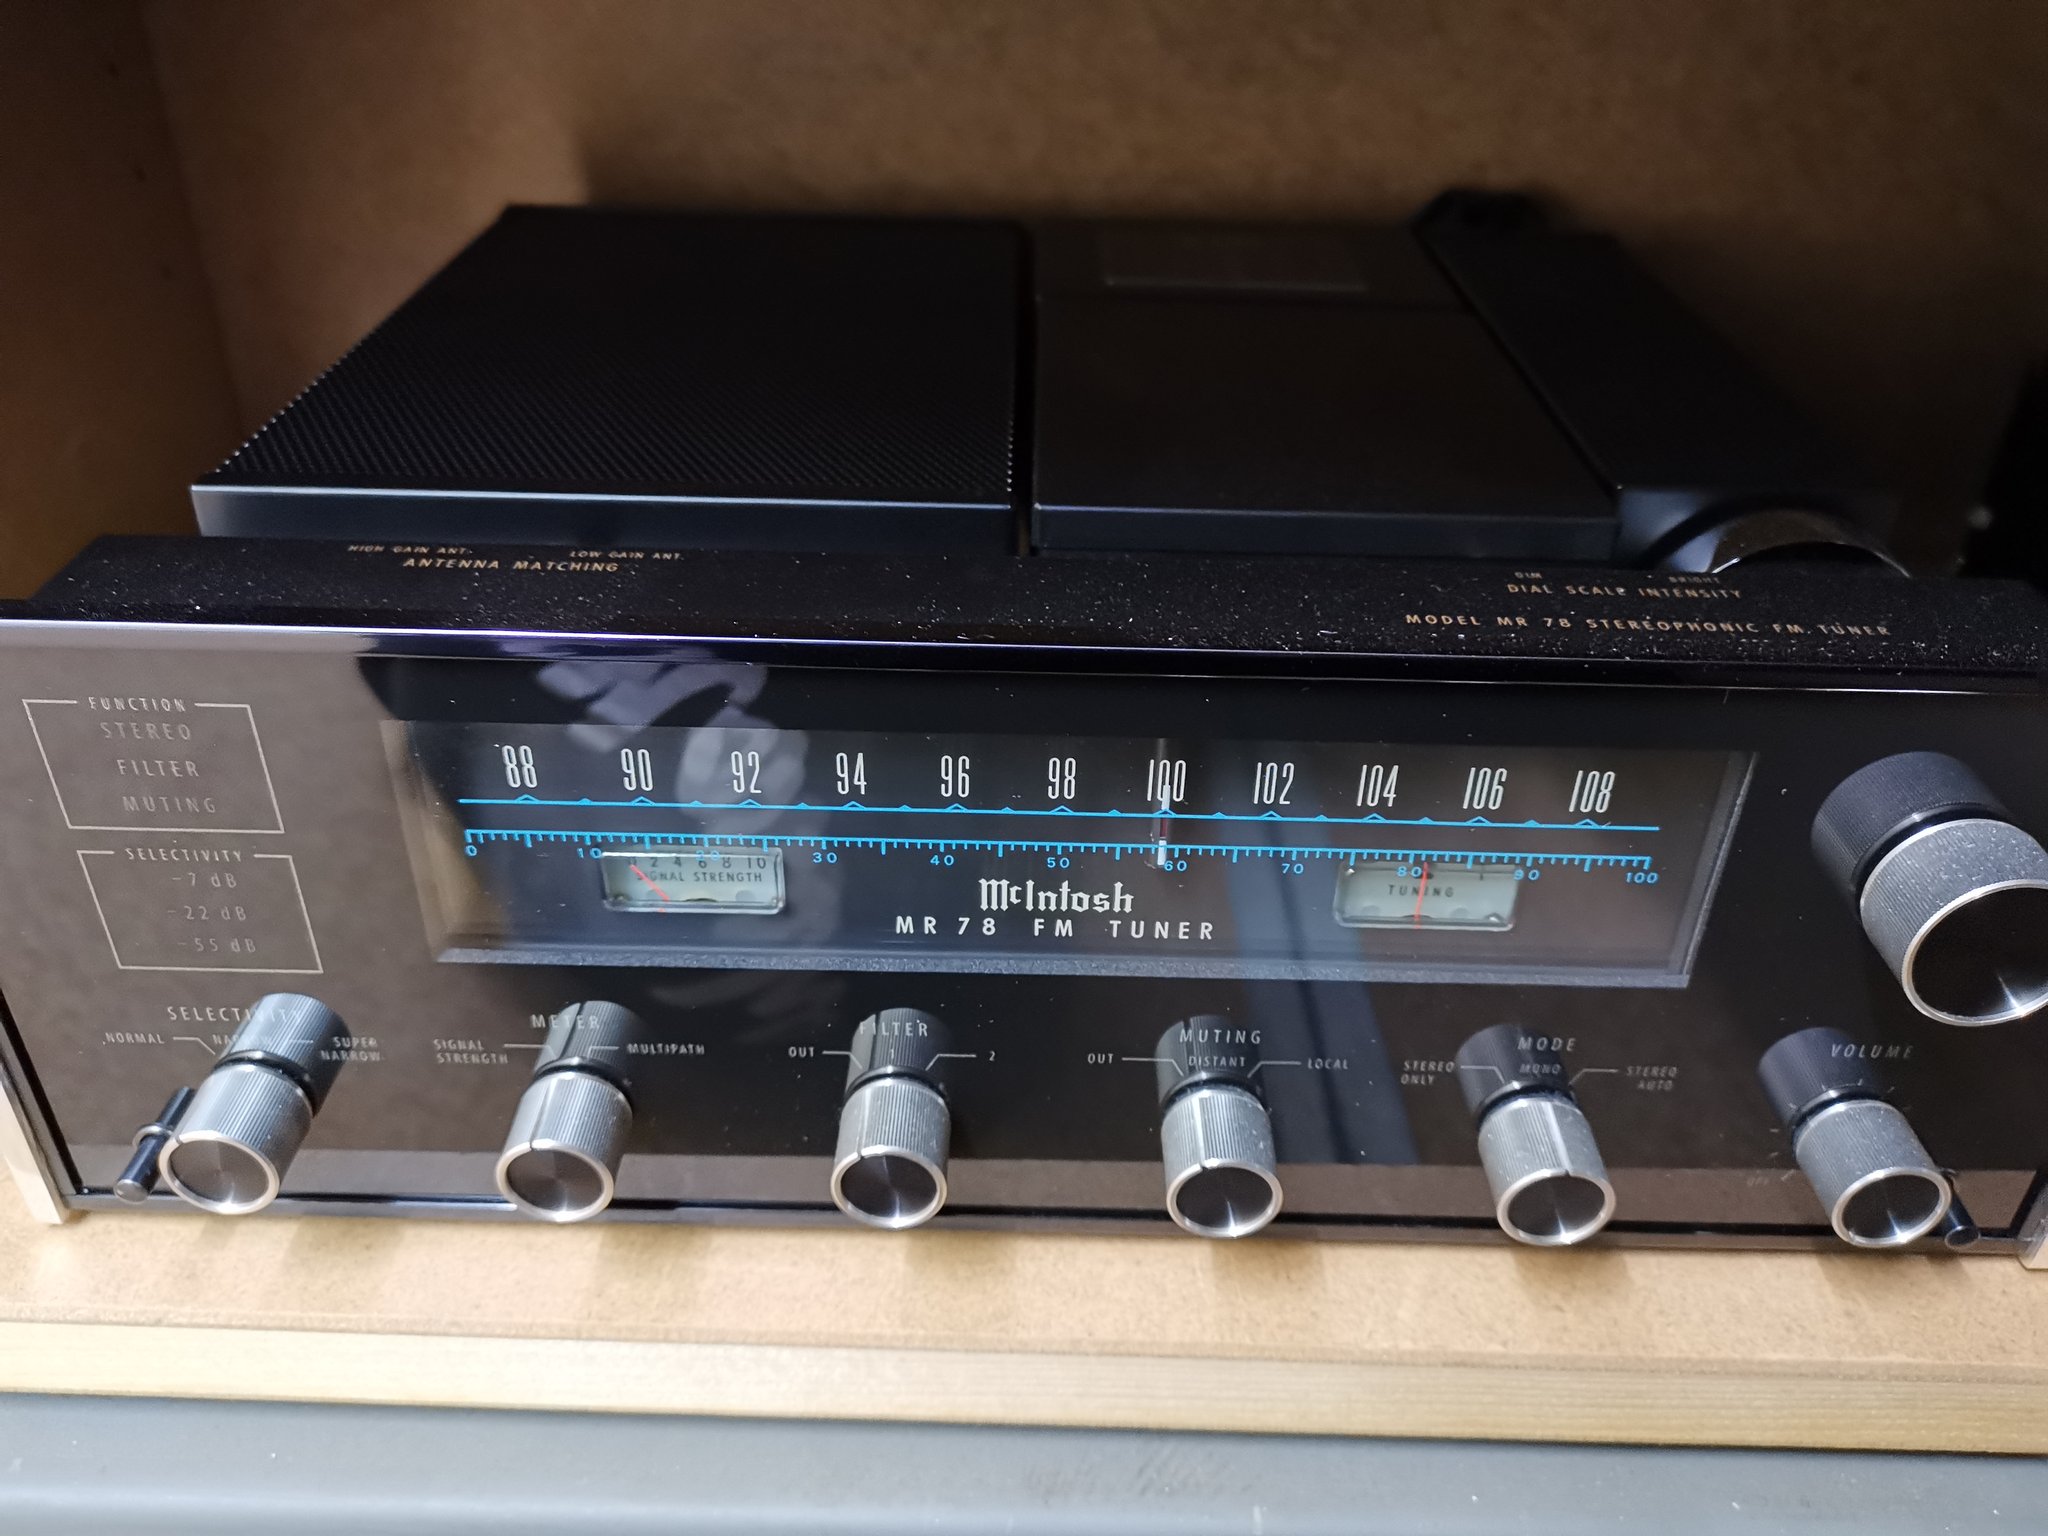 HIGH GAIN ANT. LOW GAIN ANT.
ANTENNA MATCHING
DIM BRIGHT
DIAL SCALE INTENSITY
MODEL MR 78 STEREOPHONIC FM TUNER
FUNCTION
STEREO
FILTER
MUTING
SELECTIVITY
-7 dB
-22 dB
-55 dB
88 90 92 94 96 98 100 102 104 106 108
0 10 20 30 40 50 60 70 80 90 100
2 4 6 8 10
SIGNAL STRENGTH
TUNING
McIntosh
MR 78 FM TUNER
SELECTIVITY
NORMAL
SUPER
NARROW
METER
SIGNAL
STRENGTH
MULTIPATH
FILTER
OUT 1 2
MUTING
OUT DISTANT LOCAL
MODE
STEREO
ONLY
MONO
STEREO
AUTO
VOLUME
OFF